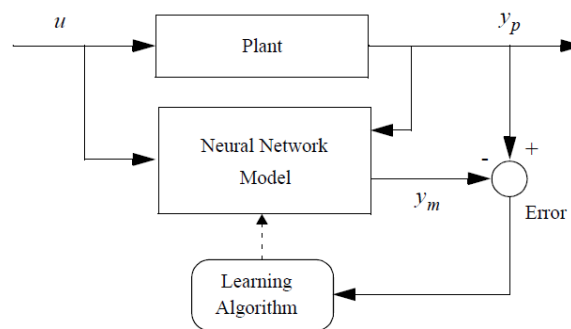 u
y_p
Plant
Neural Network
Model
- +
y_m
Error
Learning
Algorithm